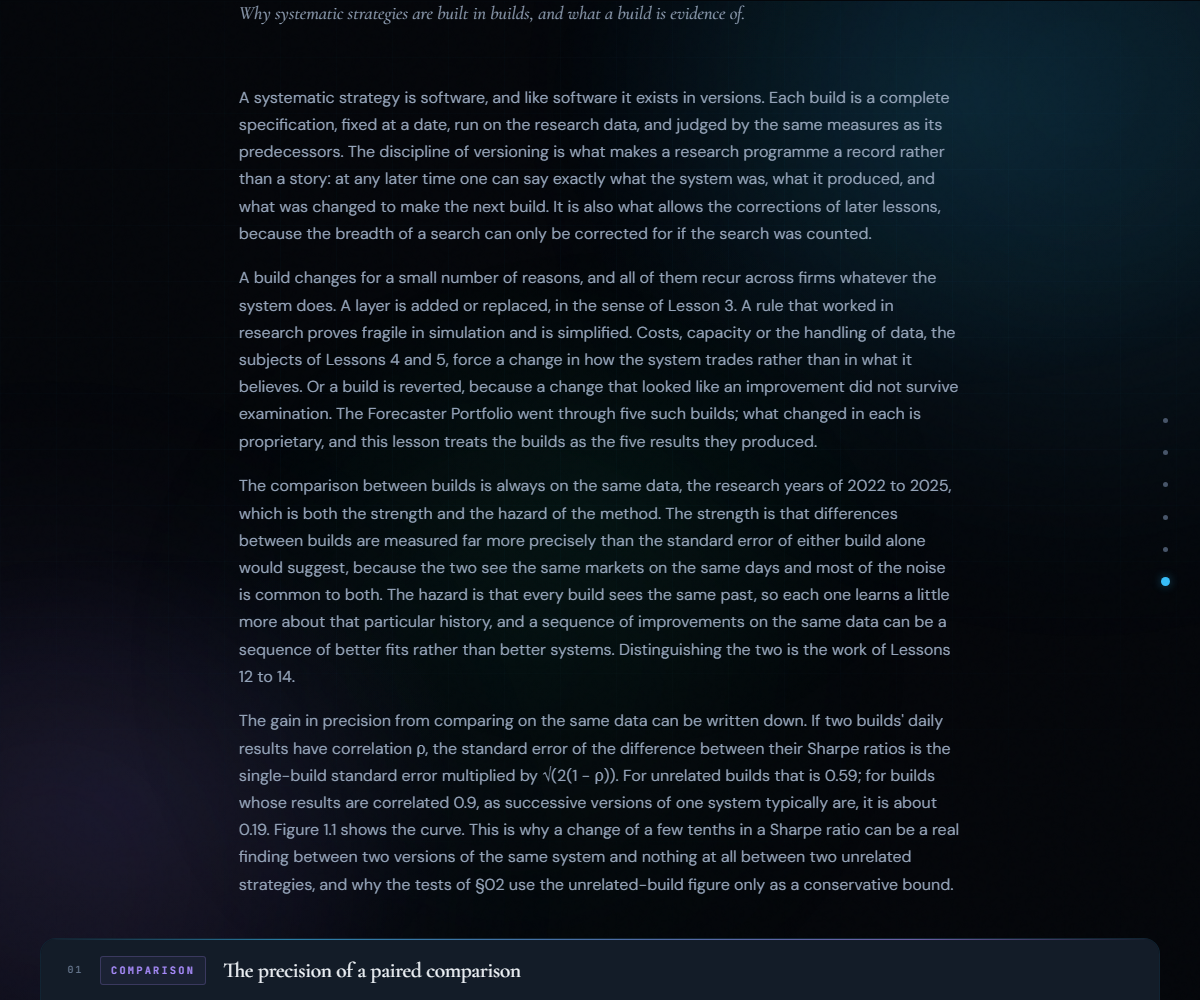 Why systematic strategies are built in builds, and what a build is evidence of.
A systematic strategy is software, and like software it exists in versions. Each build is a complete
specification, fixed at a date, run on the research data, and judged by the same measures as its
predecessors. The discipline of versioning is what makes a research programme a record rather
than a story: at any later time one can say exactly what the system was, what it produced, and
what was changed to make the next build. It is also what allows the corrections of later lessons,
because the breadth of a search can only be corrected for if the search was counted.
A build changes for a small number of reasons, and all of them recur across firms whatever the
system does. A layer is added or replaced, in the sense of Lesson 3. A rule that worked in
research proves fragile in simulation and is simplified. Costs, capacity or the handling of data, the
subjects of Lessons 4 and 5, force a change in how the system trades rather than in what it
believes. Or a build is reverted, because a change that looked like an improvement did not survive
examination. The Forecaster Portfolio went through five such builds; what changed in each is
proprietary, and this lesson treats the builds as the five results they produced.
The comparison between builds is always on the same data, the research years of 2022 to 2025,
which is both the strength and the hazard of the method. The strength is that differences
between builds are measured far more precisely than the standard error of either build alone
would suggest, because the two see the same markets on the same days and most of the noise
is common to both. The hazard is that every build sees the same past, so each one learns a little
more about that particular history, and a sequence of improvements on the same data can be a
sequence of better fits rather than better systems. Distinguishing the two is the work of Lessons
12 to 14.
The gain in precision from comparing on the same data can be written down. If two builds' daily
results have correlation ρ, the standard error of the difference between their Sharpe ratios is the
single-build standard error multiplied by √(2(1 − ρ)). For unrelated builds that is 0.59; for builds
whose results are correlated 0.9, as successive versions of one system typically are, it is about
0.19. Figure 1.1 shows the curve. This is why a change of a few tenths in a Sharpe ratio can be a real
finding between two versions of the same system and nothing at all between two unrelated
strategies, and why the tests of §02 use the unrelated-build figure only as a conservative bound.
01 COMPARISON The precision of a paired comparison